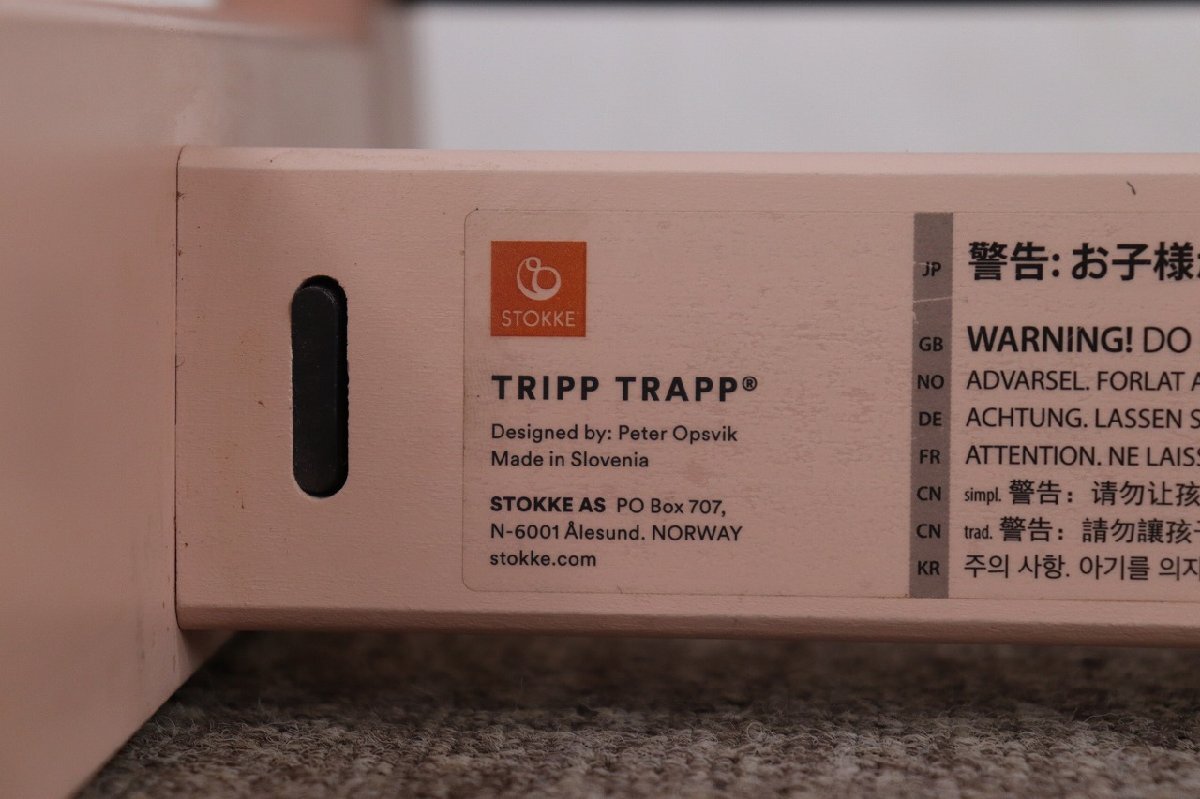 STOKKE
TRIPP TRAPP®
Designed by: Peter Opsvik
Made in Slovenia
STOKKE AS PO Box 707,
N-6001 Ålesund. NORWAY
stokke.com
JP 警告: お子様
GB WARNING! DO
NO ADVARSEL. FORLAT A
DE ACHTUNG. LASSEN S
FR ATTENTION. NE LAISS
CN simpl. 警告：请勿让孩
CN trad. 警告：請勿讓孩
KR 주의 사항. 아기를 의자